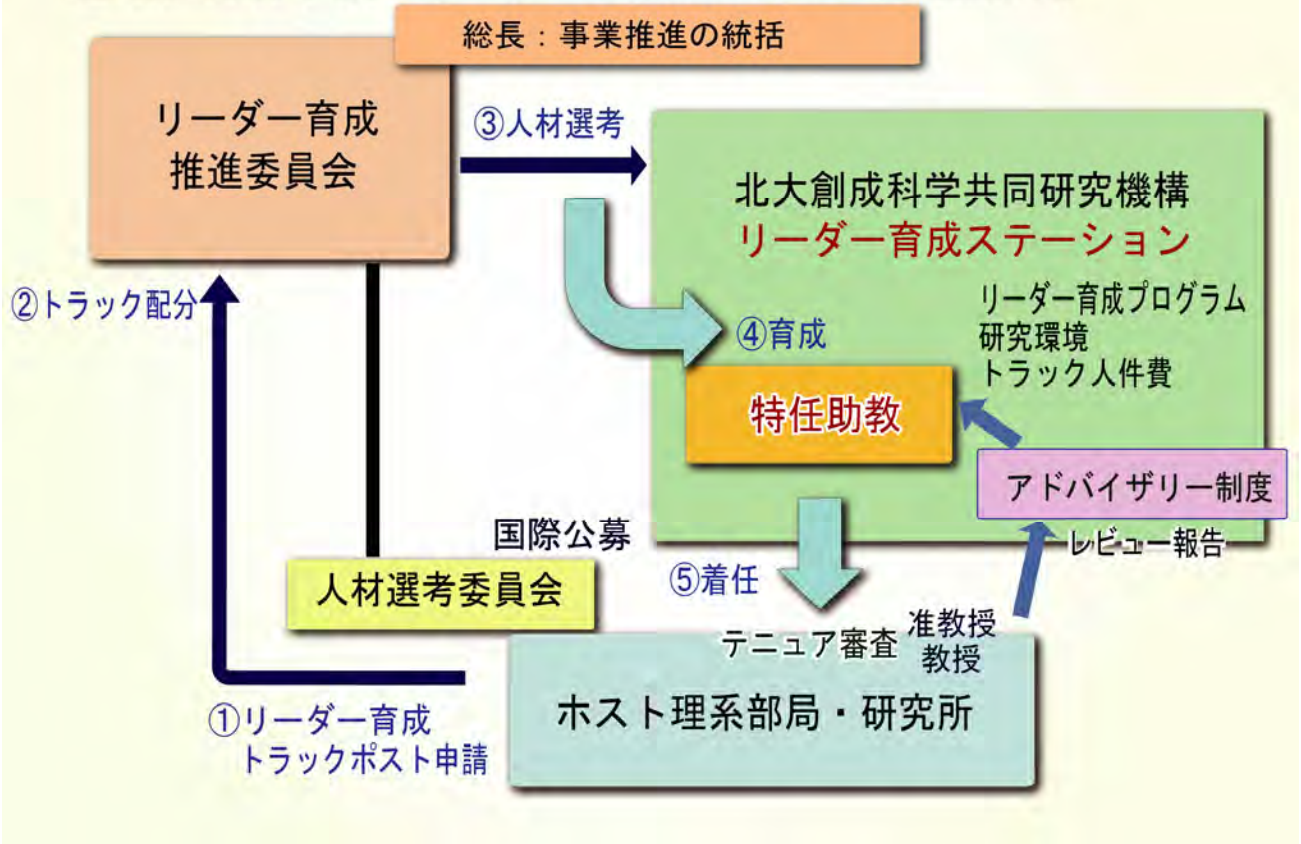 総長：事業推進の統括
リーダー育成
推進委員会
③人材選考
北大創成科学共同研究機構
リーダー育成ステーション
②トラック配分
リーダー育成プログラム
研究環境
トラック人件費
④育成
特任助教
アドバイザリー制度
レビュー報告
国際公募
人材選考委員会
⑤着任
テニュア審査
准教授
教授
ホスト理系部局・研究所
①リーダー育成
トラックポスト申請